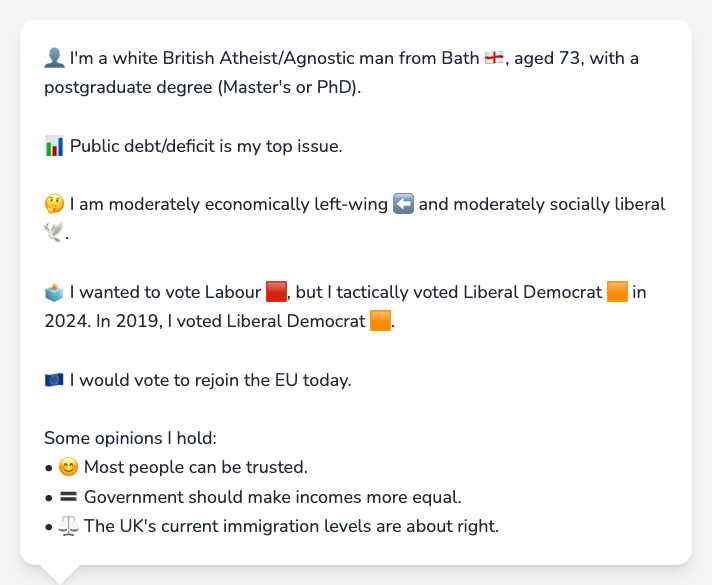 👤 I'm a white British Atheist/Agnostic man from Bath 🏴󠁧󠁢󠁥󠁮󠁧󠁿, aged 73, with a
postgraduate degree (Master's or PhD).
📊 Public debt/deficit is my top issue.
🤔 I am moderately economically left-wing ⬅️ and moderately socially liberal
🕊️.
🗳️ I wanted to vote Labour 🟥, but I tactically voted Liberal Democrat 🟧 in
2024. In 2019, I voted Liberal Democrat 🟧.
🇪🇺 I would vote to rejoin the EU today.
Some opinions I hold:
• 😊 Most people can be trusted.
• 🟰 Government should make incomes more equal.
• ⚖️ The UK's current immigration levels are about right.